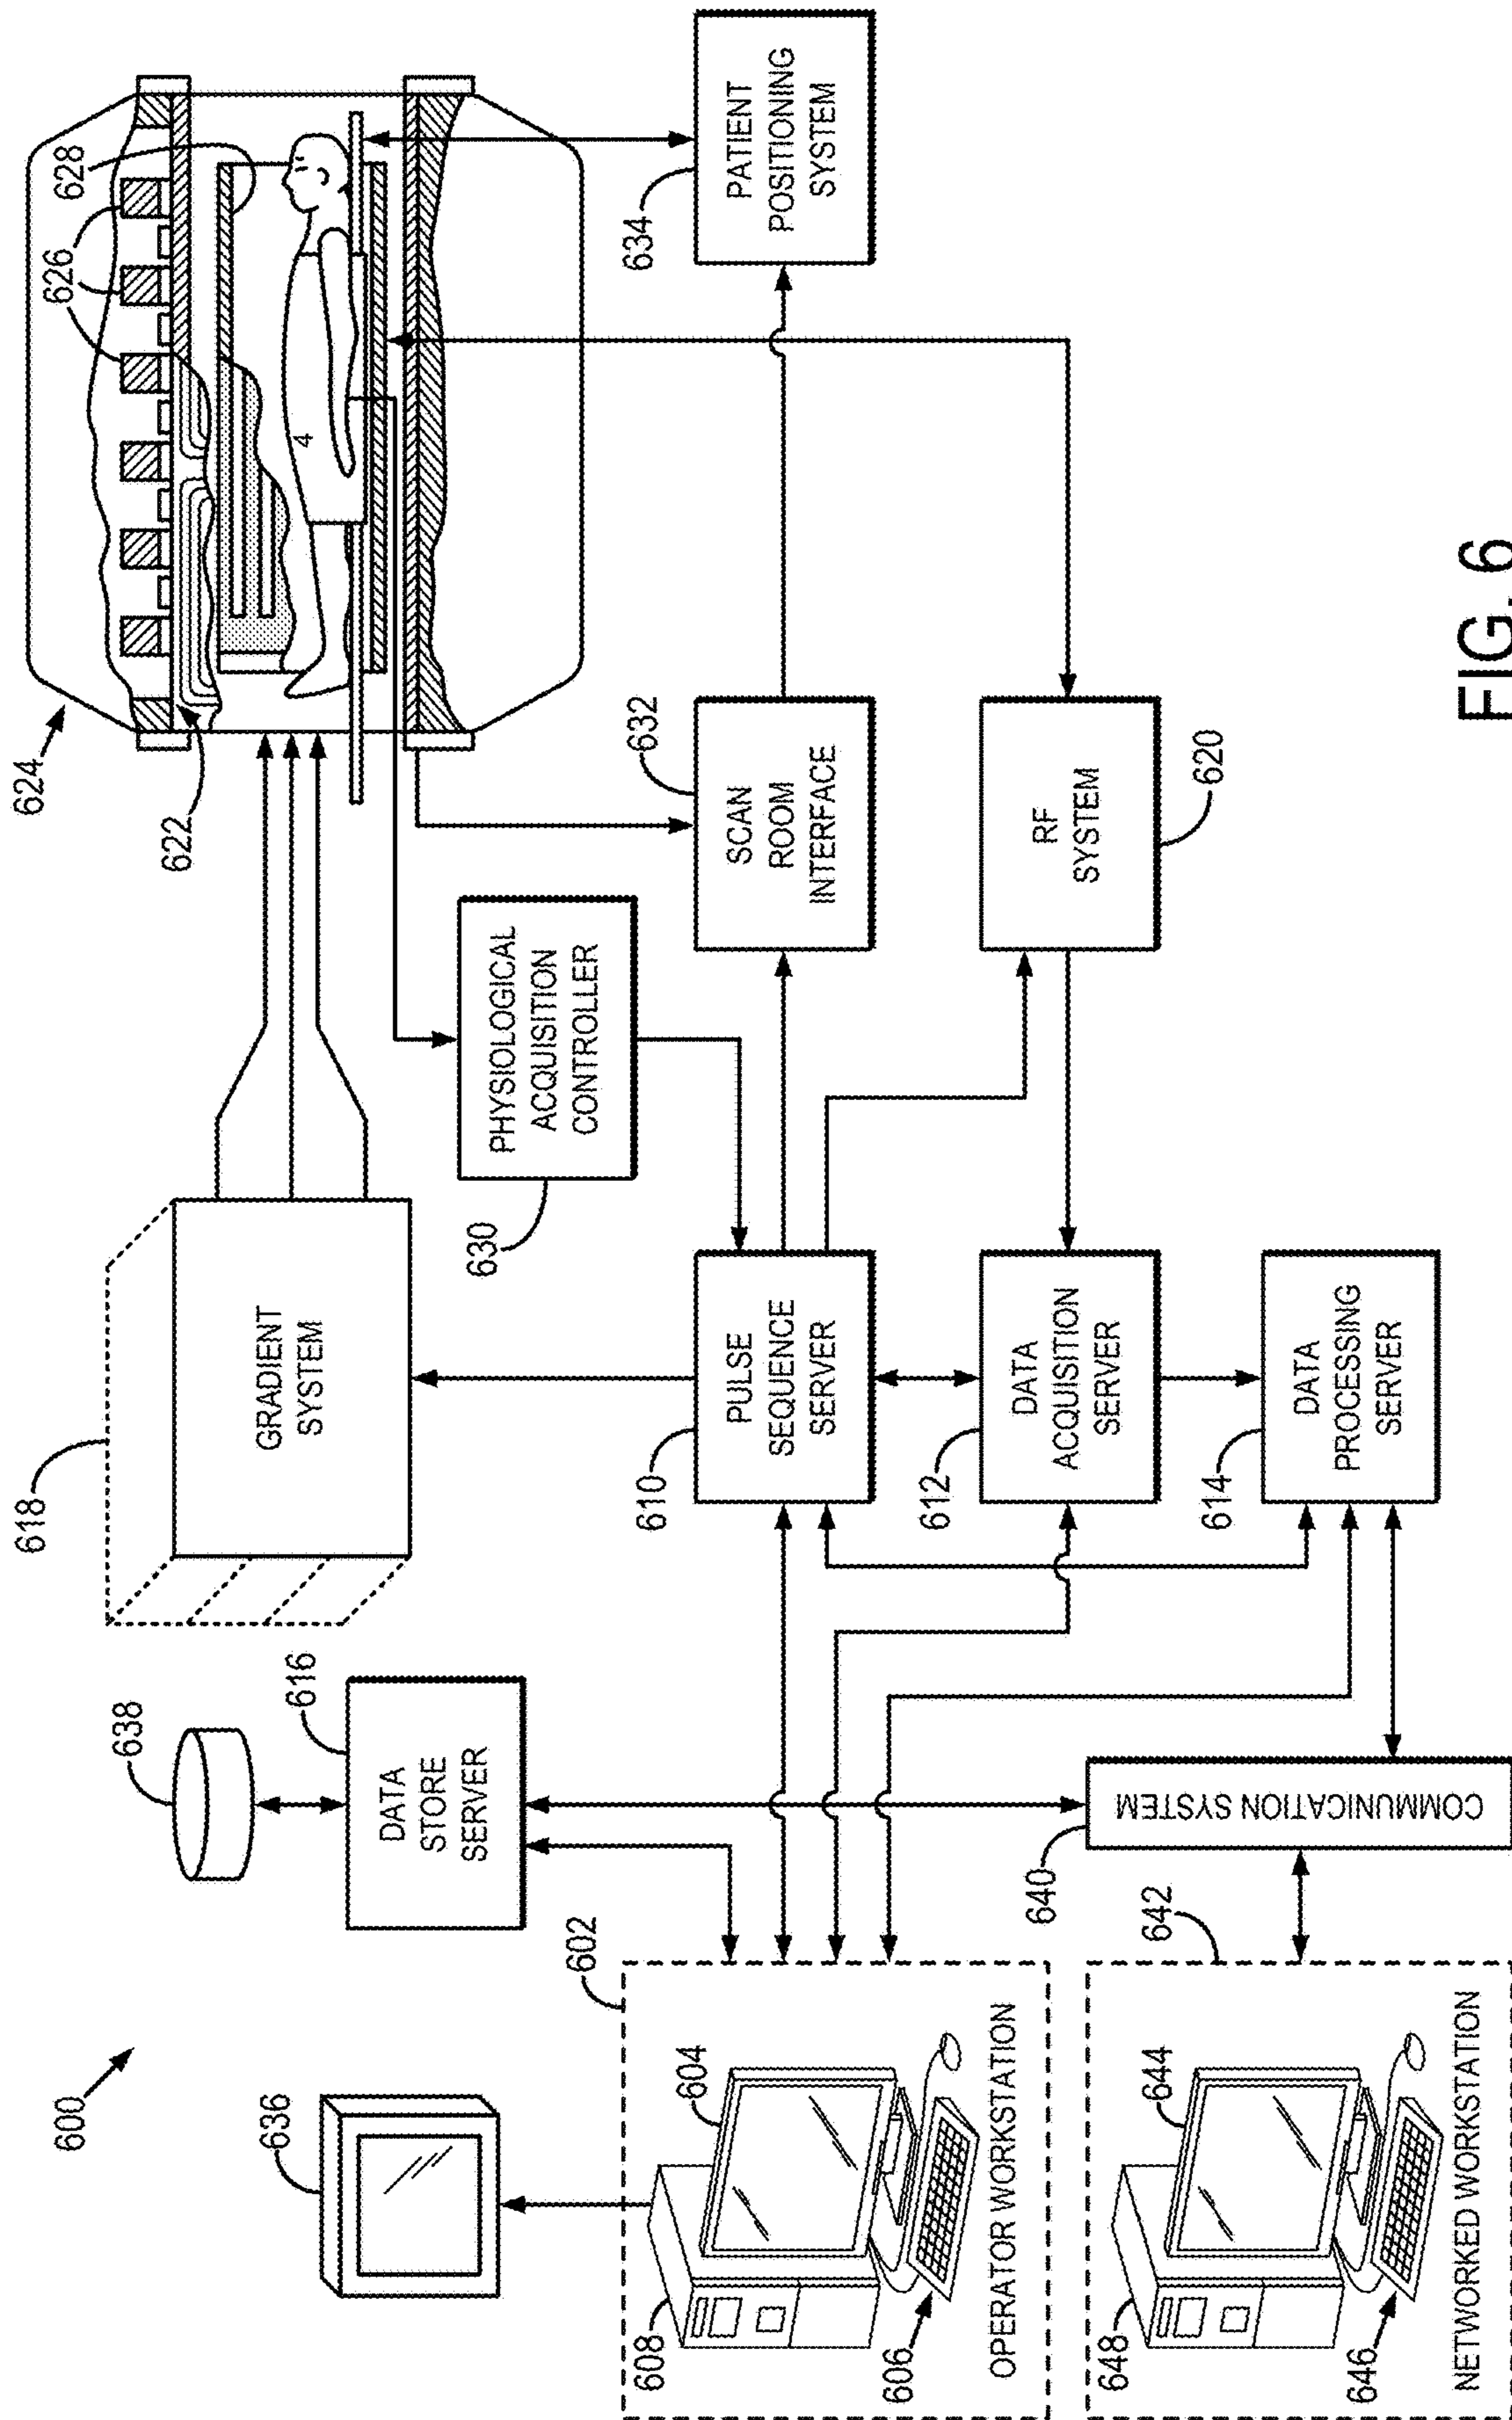 600
636
638
616
DATA
STORE
SERVER
618
GRADIENT
SYSTEM
624
622
626
628
4
630
PHYSIOLOGICAL
ACQUISITION
CONTROLLER
602
608
604
606
OPERATOR WORKSTATION
610
PULSE
SEQUENCE
SERVER
632
SCAN
ROOM
INTERFACE
634
PATIENT
POSITIONING
SYSTEM
612
DATA
ACQUISITION
SERVER
RF
SYSTEM
620
640
COMMUNICATION SYSTEM
614
DATA
PROCESSING
SERVER
642
648
644
646
NETWORKED WORKSTATION
FIG. 6